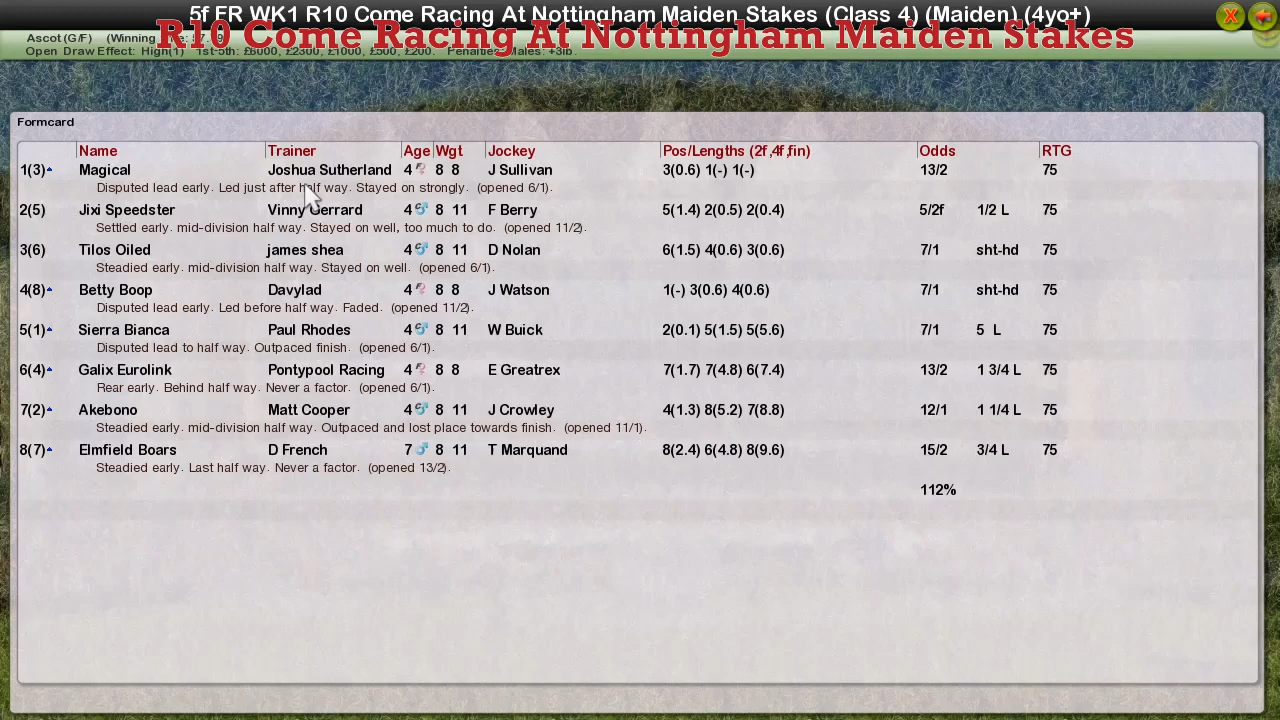 5f FR WK1 R10 Come Racing At Nottingham Maiden Stakes (Class 4) (Maiden) (4yo+)
R10 Come Racing At Nottingham Maiden Stakes
Ascot(G/F) (Winning
Open Draw Effect: High(1) 1st-5th: £6000, £2300, £1000, £500, £200. Penalties: Males: +3lb.
Formcard
Name Trainer Age Wgt Jockey Pos/Lengths (2f,4f,fin) Odds RTG
1(3) Magical Joshua Sutherland 4 8 8 J Sullivan 3(0.6) 1(-) 1(-) 13/2 75
Disputed lead early. Led just after half way. Stayed on strongly. (opened 6/1).
2(5) Jixi Speedster Vinny Gerrard 4 8 11 F Berry 5(1.4) 2(0.5) 2(0.4) 5/2f 1/2 L 75
Settled early. mid-division half way. Stayed on well, too much to do. (opened 11/2).
3(6) Tilos Oiled james shea 4 8 11 D Nolan 6(1.5) 4(0.6) 3(0.6) 7/1 sht-hd 75
Steadied early. mid-division half way. Stayed on well. (opened 6/1).
4(8) Betty Boop Davylad 4 8 8 J Watson 1(-) 3(0.6) 4(0.6) 7/1 sht-hd 75
Disputed lead early. Led before half way. Faded. (opened 11/2).
5(1) Sierra Bianca Paul Rhodes 4 8 11 W Buick 2(0.1) 5(1.5) 5(5.6) 7/1 5 L 75
Disputed lead to half way. Outpaced finish. (opened 6/1).
6(4) Galix Eurolink Pontypool Racing 4 8 8 E Greatrex 7(1.7) 7(4.8) 6(7.4) 13/2 1 3/4 L 75
Rear early. Behind half way. Never a factor. (opened 6/1).
7(2) Akebono Matt Cooper 4 8 11 J Crowley 4(1.3) 8(5.2) 7(8.8) 12/1 1 1/4 L 75
Steadied early. mid-division half way. Outpaced and lost place towards finish. (opened 11/1).
8(7) Elmfield Boars D French 7 8 11 T Marquand 8(2.4) 6(4.8) 8(9.6) 15/2 3/4 L 75
Steadied early. Last half way. Never a factor. (opened 13/2).
112%